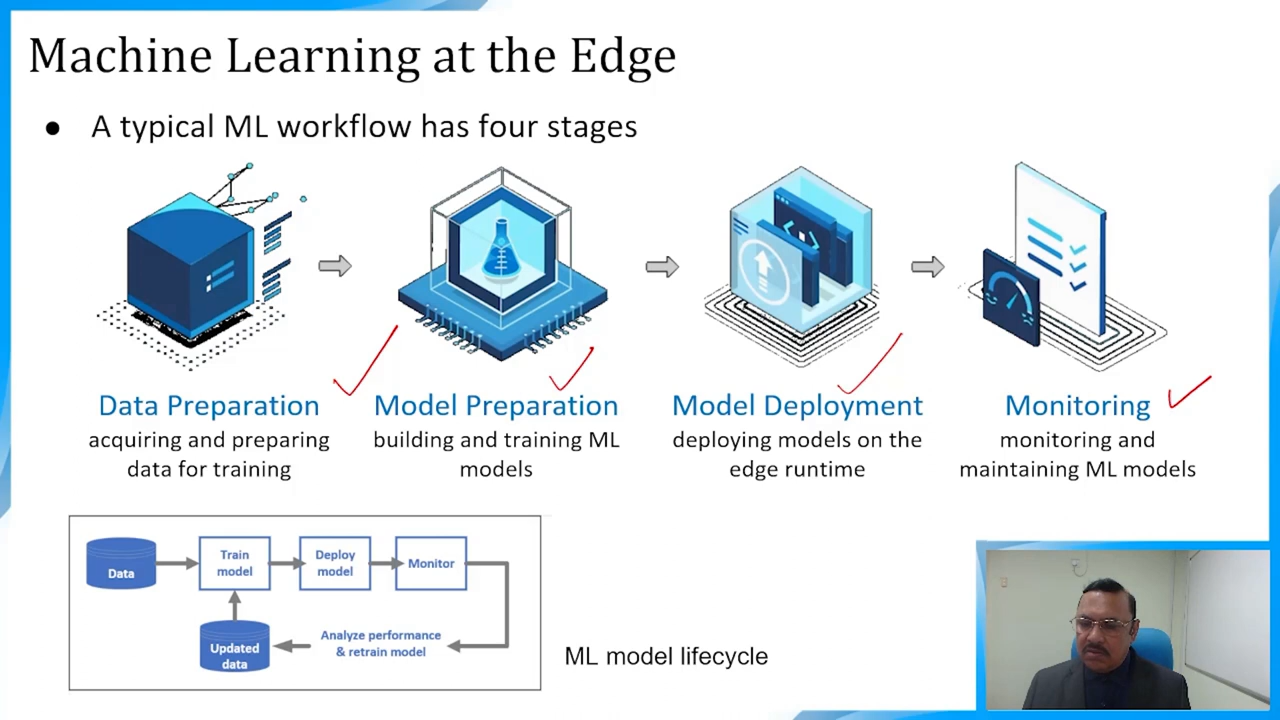 Machine Learning at the Edge
● A typical ML workflow has four stages
Data Preparation
acquiring and preparing
data for training
Model Preparation
building and training ML
models
Model Deployment
deploying models on the
edge runtime
Monitoring
monitoring and
maintaining ML models
Data
Train
model
Deploy
model
Monitor
Updated
data
Analyze performance
& retrain model
ML model lifecycle